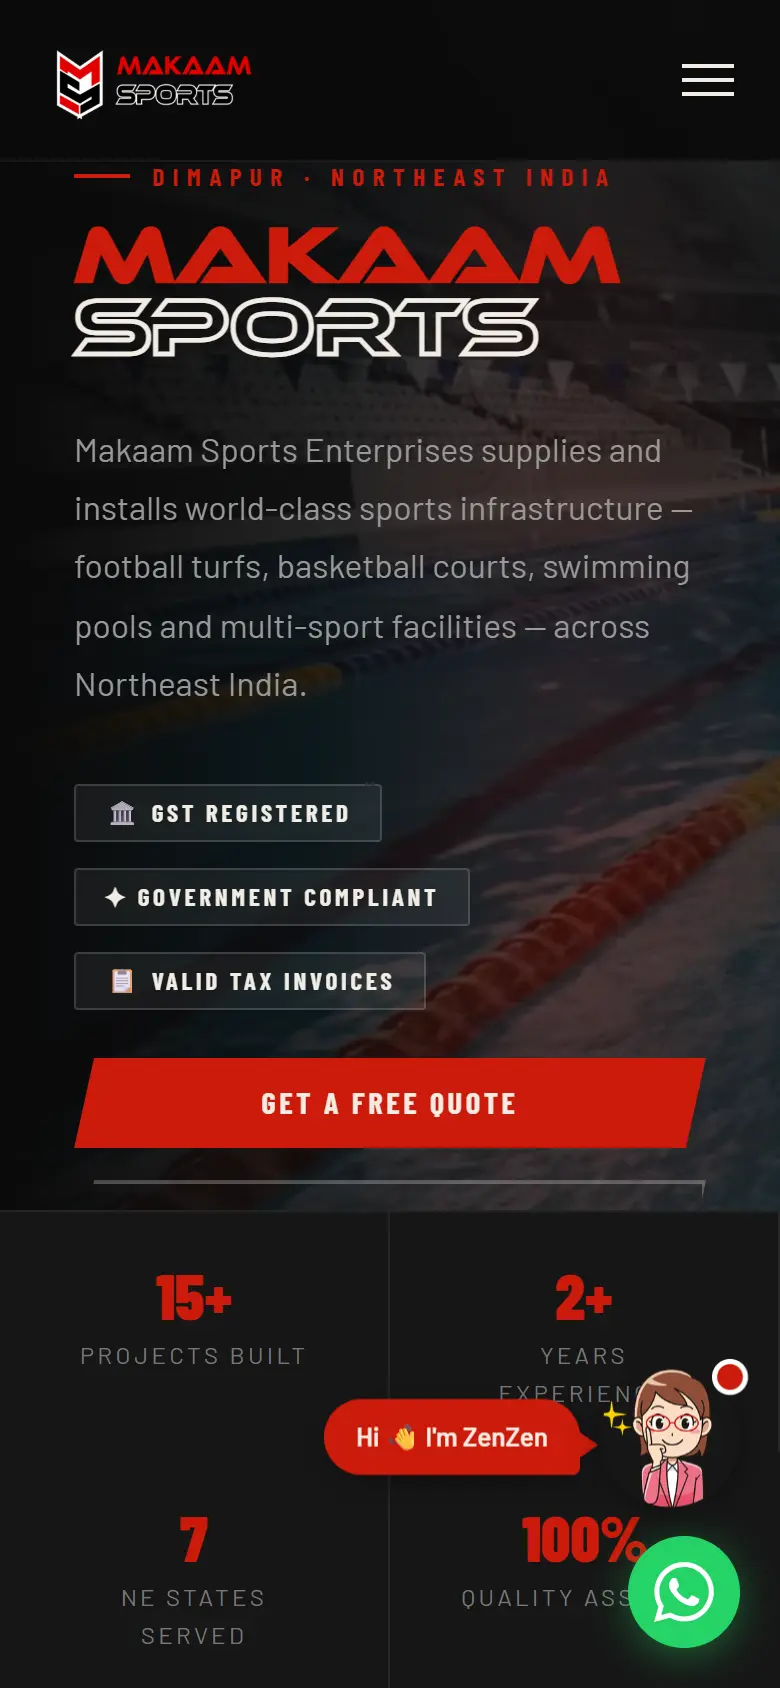 MAKAAM
SPORTS
DIMAPUR · NORTHEAST INDIA
MAKAAM
SPORTS
Makaam Sports Enterprises supplies and
installs world-class sports infrastructure —
football turfs, basketball courts, swimming
pools and multi-sport facilities — across
Northeast India.
🏛️ GST REGISTERED
✦ GOVERNMENT COMPLIANT
📋 VALID TAX INVOICES
GET A FREE QUOTE
15+
PROJECTS BUILT
2+
YEARS
Hi 👋 I'm ZenZen
7
NE STATES
SERVED
100%
QUALITY